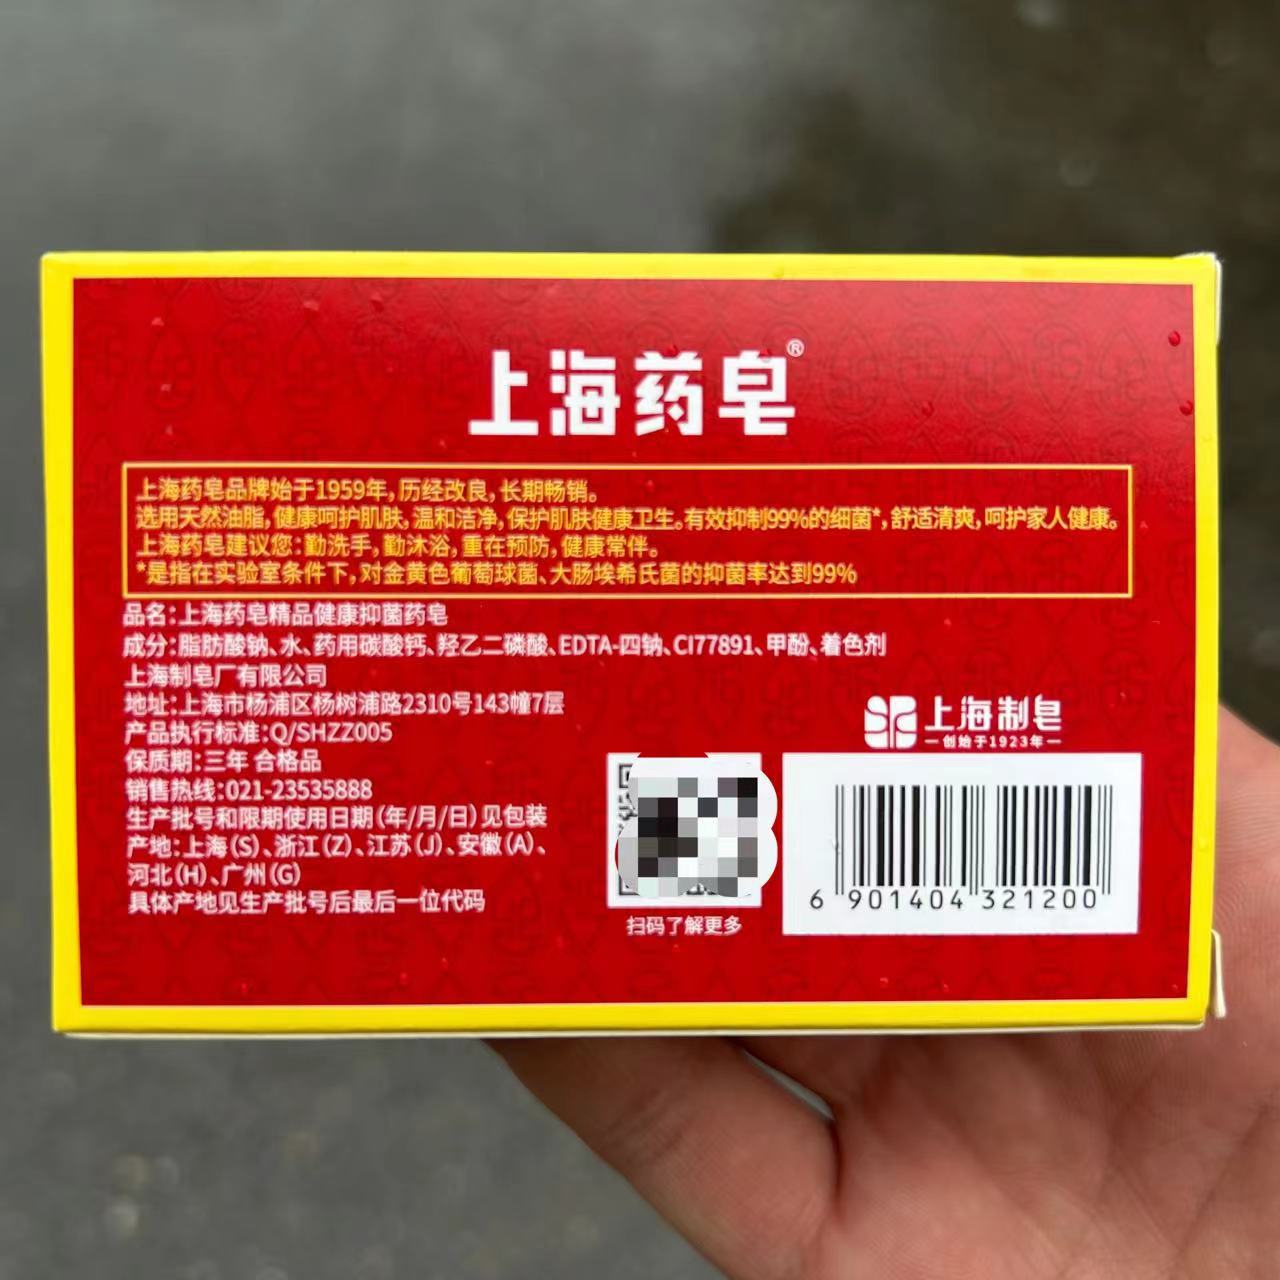 上海药皂®
上海药皂品牌始于1959年,历经改良,长期畅销。
选用天然油脂,健康呵护肌肤,温和洁净,保护肌肤健康卫生。有效抑制99%的细菌*,舒适清爽,呵护家人健康。
上海药皂建议您:勤洗手,勤沐浴,重在预防,健康常伴。
*是指在实验室条件下,对金黄色葡萄球菌、大肠埃希氏菌的抑菌率达到99%
品名:上海药皂精品健康抑菌药皂
成分:脂肪酸钠、水、药用碳酸钙、羟乙二磷酸、EDTA-四钠、CI77891、甲酚、着色剂
上海制皂厂有限公司
地址:上海市杨浦区杨树浦路2310号143幢7层
产品执行标准:Q/SHZZ005
保质期:三年 合格品
销售热线:021-23535888
生产批号和限期使用日期(年/月/日)见包装
产地:上海(S)、浙江(Z)、江苏(J)、安徽(A)、
河北(H)、广州(G)
具体产地见生产批号后最后一位代码
扫码了解更多
上海制皂
创始于1923年
6 901404 321200